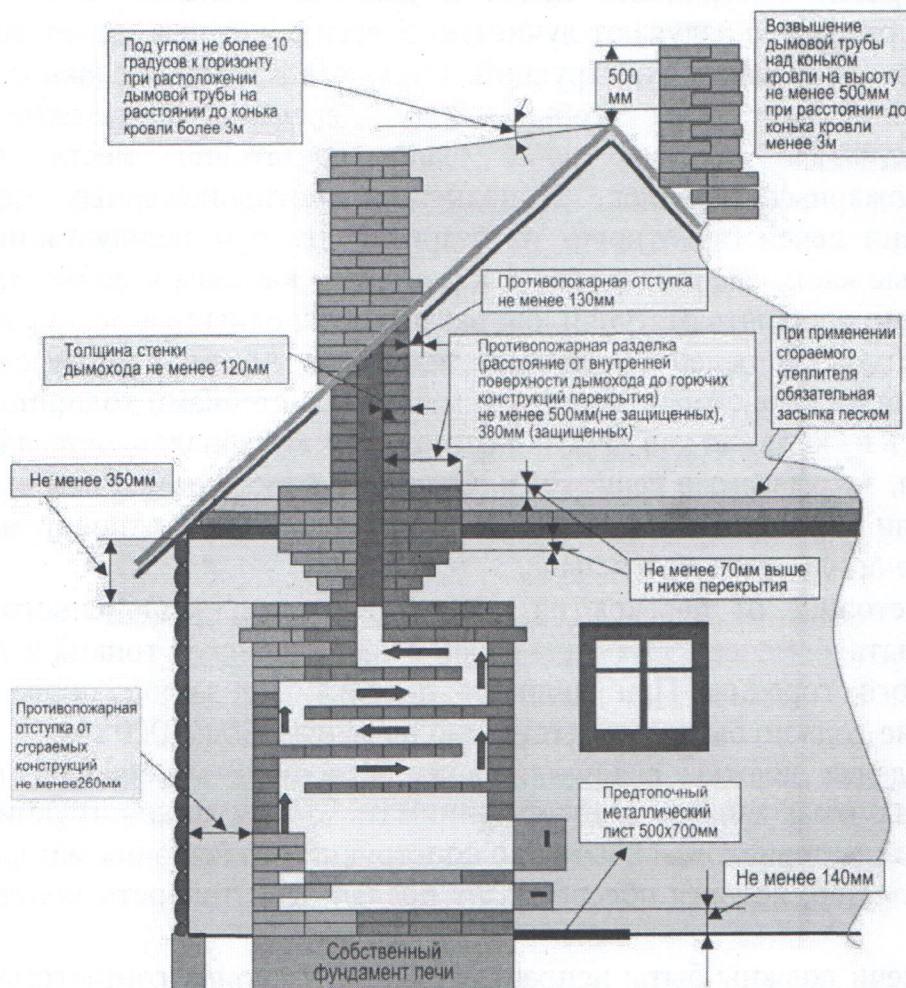 Под углом не более 10
градусов к горизонту
при расположении
дымовой трубы на
расстоянии до конька
кровли более 3м
500
мм
Возвышение
дымовой трубы
над коньком
кровли на высоту
не менее 500мм
при расстоянии до
конька кровли
менее 3м
Противопожарная отступка
не менее 130мм
Толщина стенки
дымохода не менее 120мм
Противопожарная разделка
(расстояние от внутренней
поверхности дымохода до горючих
конструкций перекрытия)
не менее 500мм(не защищенных),
380мм (защищенных)
При применении
сгораемого
утеплителя
обязательная
засыпка песком
Не менее 350мм
Не менее 70мм выше
и ниже перекрытия
Противопожарная
отступка от
сгораемых
конструкций
не менее260мм
Предтопочный
металлический
лист 500х700мм
Не менее 140мм
Собственный
фундамент печи